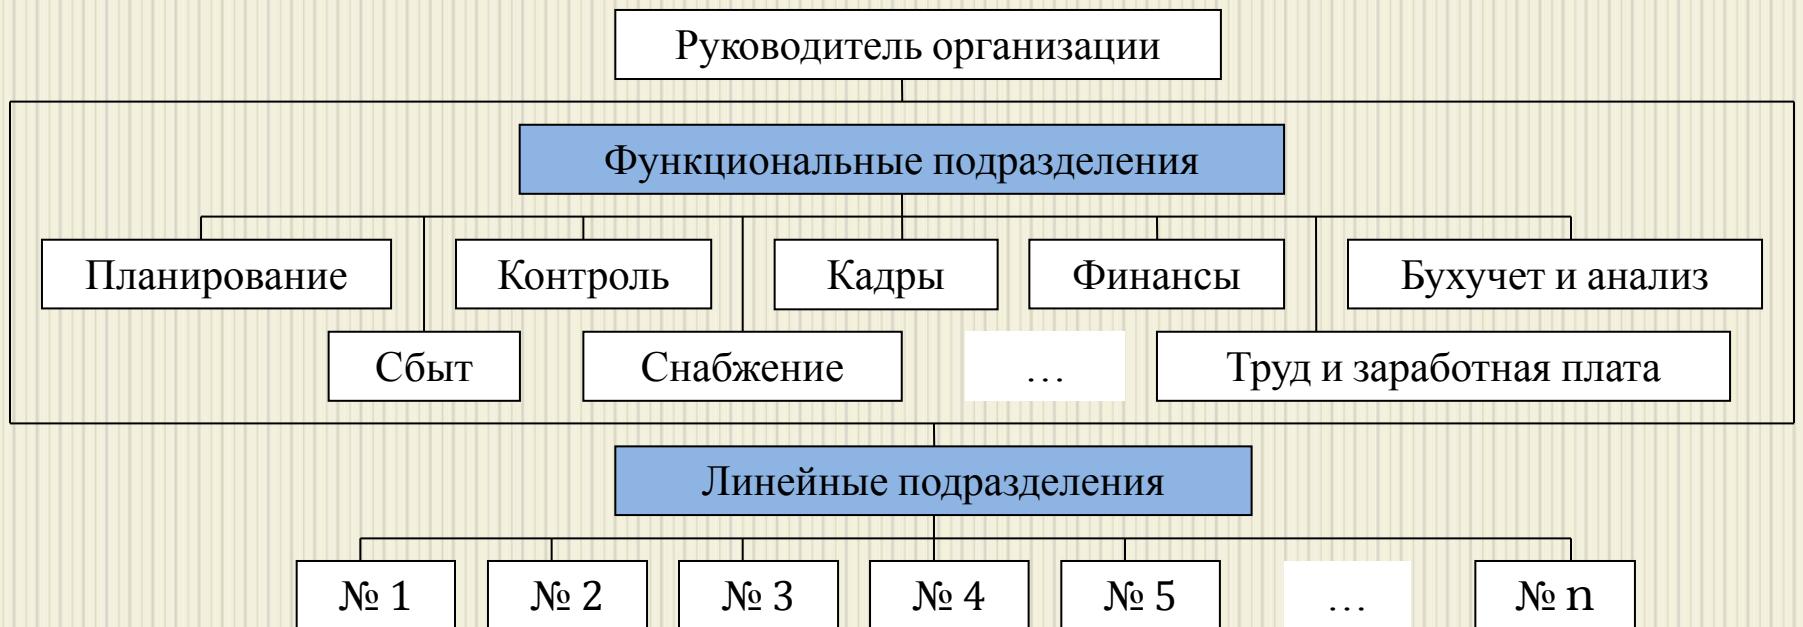 Руководитель организации
Функциональные подразделения
Планирование
Контроль
Кадры
Финансы
Бухучет и анализ
Сбыт
Снабжение
…
Труд и заработная плата
Линейные подразделения
№ 1
№ 2
№ 3
№ 4
№ 5
…
№ n